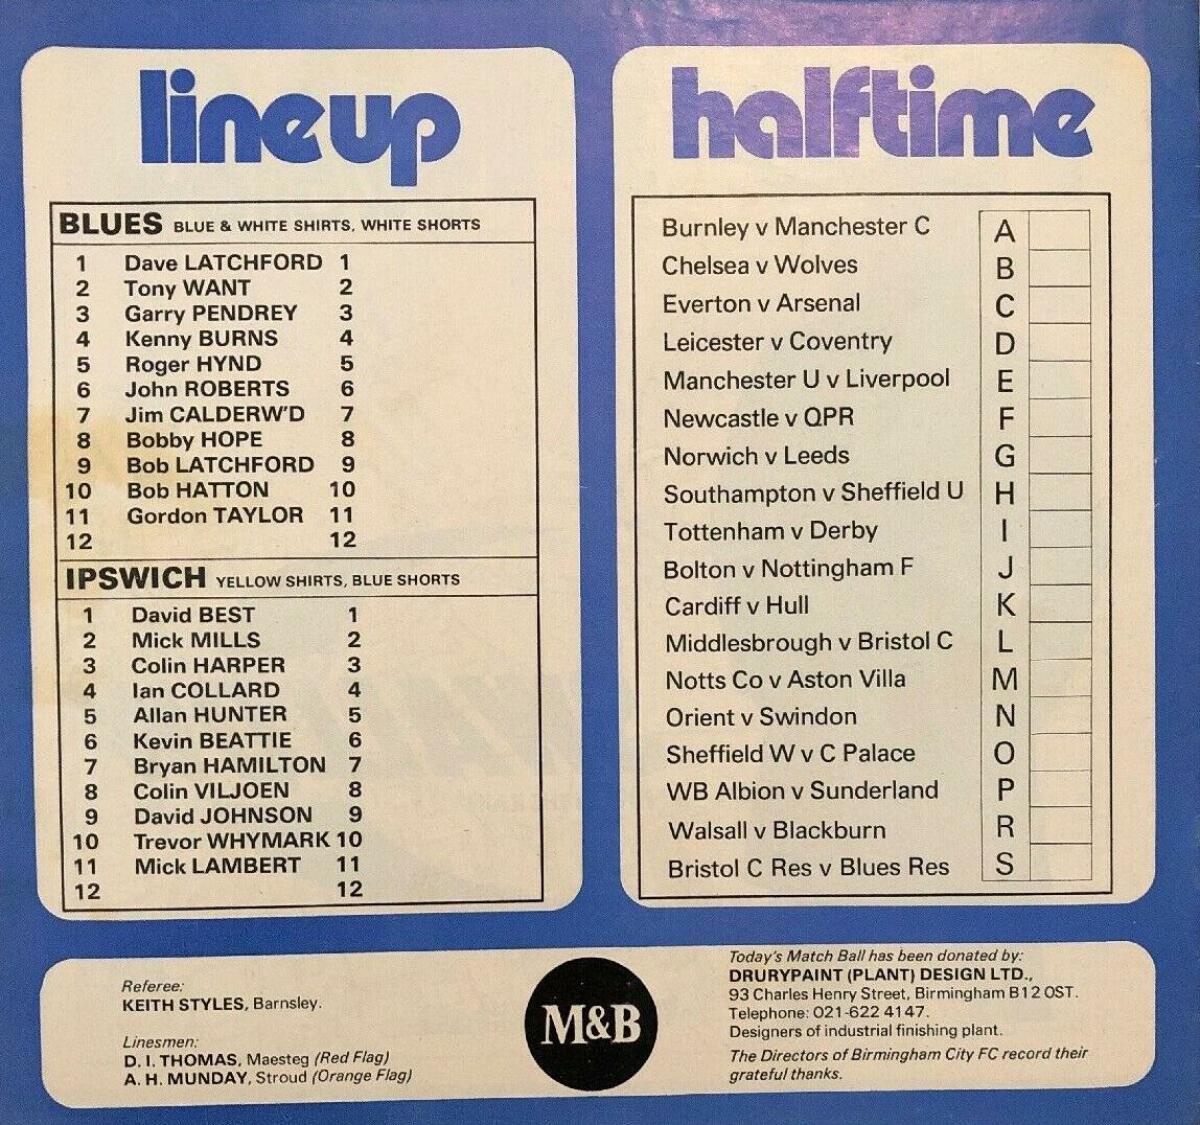 lineup
BLUES BLUE & WHITE SHIRTS, WHITE SHORTS
1 Dave LATCHFORD 1
2 Tony WANT 2
3 Garry PENDREY 3
4 Kenny BURNS 4
5 Roger HYND 5
6 John ROBERTS 6
7 Jim CALDERW'D 7
8 Bobby HOPE 8
9 Bob LATCHFORD 9
10 Bob HATTON 10
11 Gordon TAYLOR 11
12 12
IPSWICH YELLOW SHIRTS, BLUE SHORTS
1 David BEST 1
2 Mick MILLS 2
3 Colin HARPER 3
4 Ian COLLARD 4
5 Allan HUNTER 5
6 Kevin BEATTIE 6
7 Bryan HAMILTON 7
8 Colin VILJOEN 8
9 David JOHNSON 9
10 Trevor WHYMARK 10
11 Mick LAMBERT 11
12 12
halftime
Burnley v Manchester C A
Chelsea v Wolves B
Everton v Arsenal C
Leicester v Coventry D
Manchester U v Liverpool E
Newcastle v QPR F
Norwich v Leeds G
Southampton v Sheffield U H
Tottenham v Derby I
Bolton v Nottingham F J
Cardiff v Hull K
Middlesbrough v Bristol C L
Notts Co v Aston Villa M
Orient v Swindon N
Sheffield W v C Palace O
WB Albion v Sunderland P
Walsall v Blackburn R
Bristol C Res v Blues Res S
Referee:
KEITH STYLES, Barnsley.
Linesmen:
D. I. THOMAS, Maesteg (Red Flag)
A. H. MUNDAY, Stroud (Orange Flag)
M&B
Today's Match Ball has been donated by:
DRURYPAINT (PLANT) DESIGN LTD.,
93 Charles Henry Street, Birmingham B12 OST.
Telephone: 021-622 4147.
Designers of industrial finishing plant.
The Directors of Birmingham City FC record their
grateful thanks.